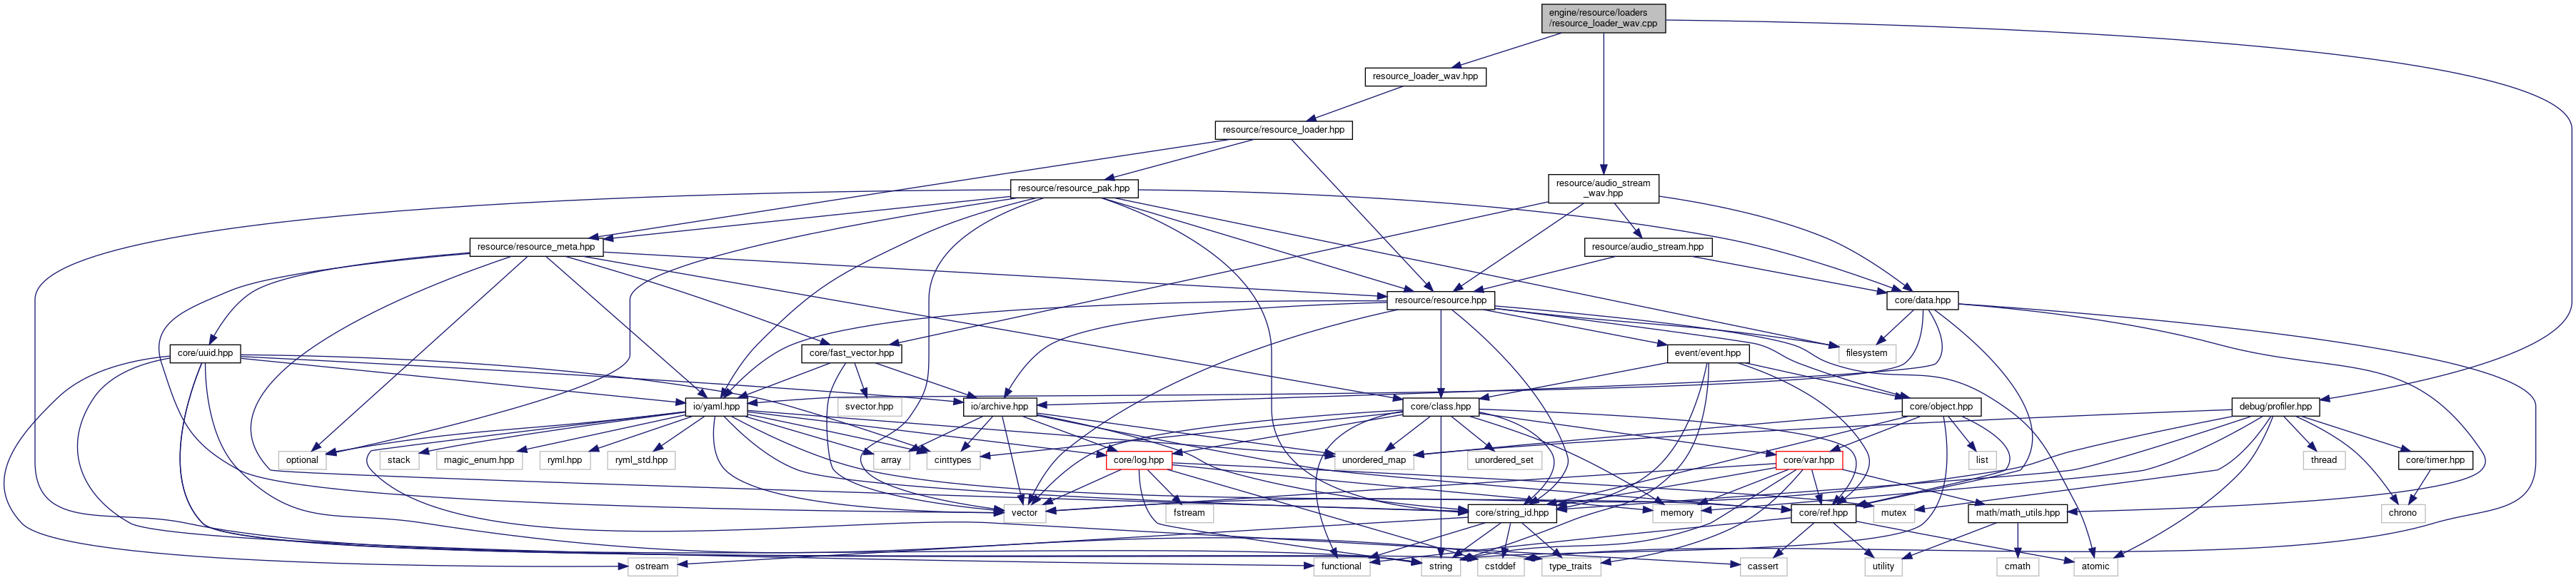 engine/resource/loaders
/resource_loader_wav.cpp
resource_loader_wav.hpp
resource/resource_loader.hpp
resource/resource_pak.hpp
resource/audio_stream
_wav.hpp
resource/resource_meta.hpp
resource/audio_stream.hpp
resource/resource.hpp
core/data.hpp
core/uuid.hpp
core/fast_vector.hpp
event/event.hpp
filesystem
io/yaml.hpp
svector.hpp
io/archive.hpp
core/class.hpp
core/object.hpp
debug/profiler.hpp
optional
stack
magic_enum.hpp
ryml.hpp
ryml_std.hpp
array
cinttypes
core/log.hpp
unordered_map
unordered_set
core/var.hpp
list
thread
core/timer.hpp
vector
fstream
core/string_id.hpp
memory
core/ref.hpp
mutex
math/math_utils.hpp
chrono
ostream
functional
string
cstddef
type_traits
cassert
utility
cmath
atomic